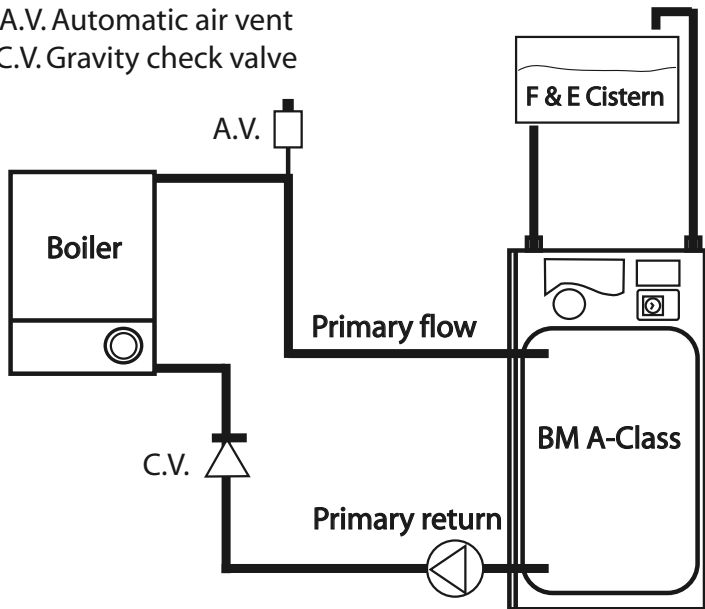 A.V. Automatic air vent
C.V. Gravity check valve
F & E Cistern
A.V.
Boiler
Primary flow
BM A-Class
C.V.
Primary return